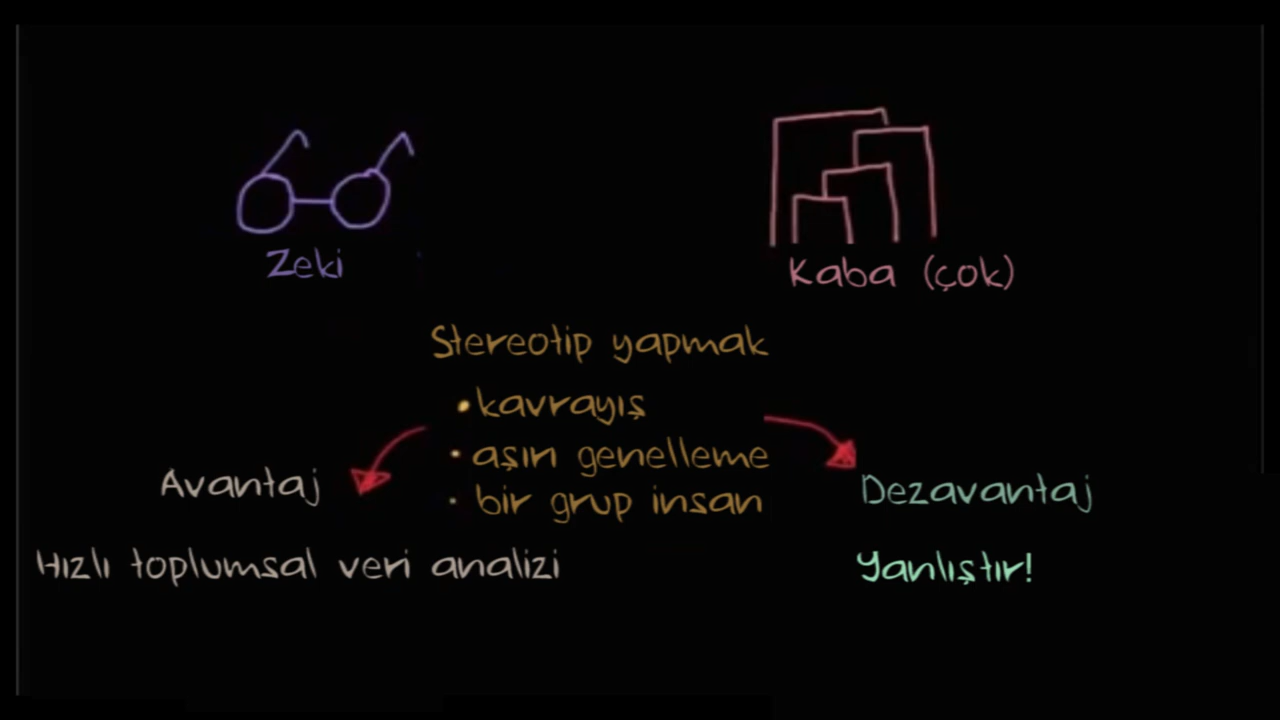 Zeki
Kaba (çok)
Stereotip yapmak
• kavrayış
• aşırı genelleme
• bir grup insan
Avantaj
Hızlı toplumsal veri analizi
Dezavantaj
Yanlıştır!